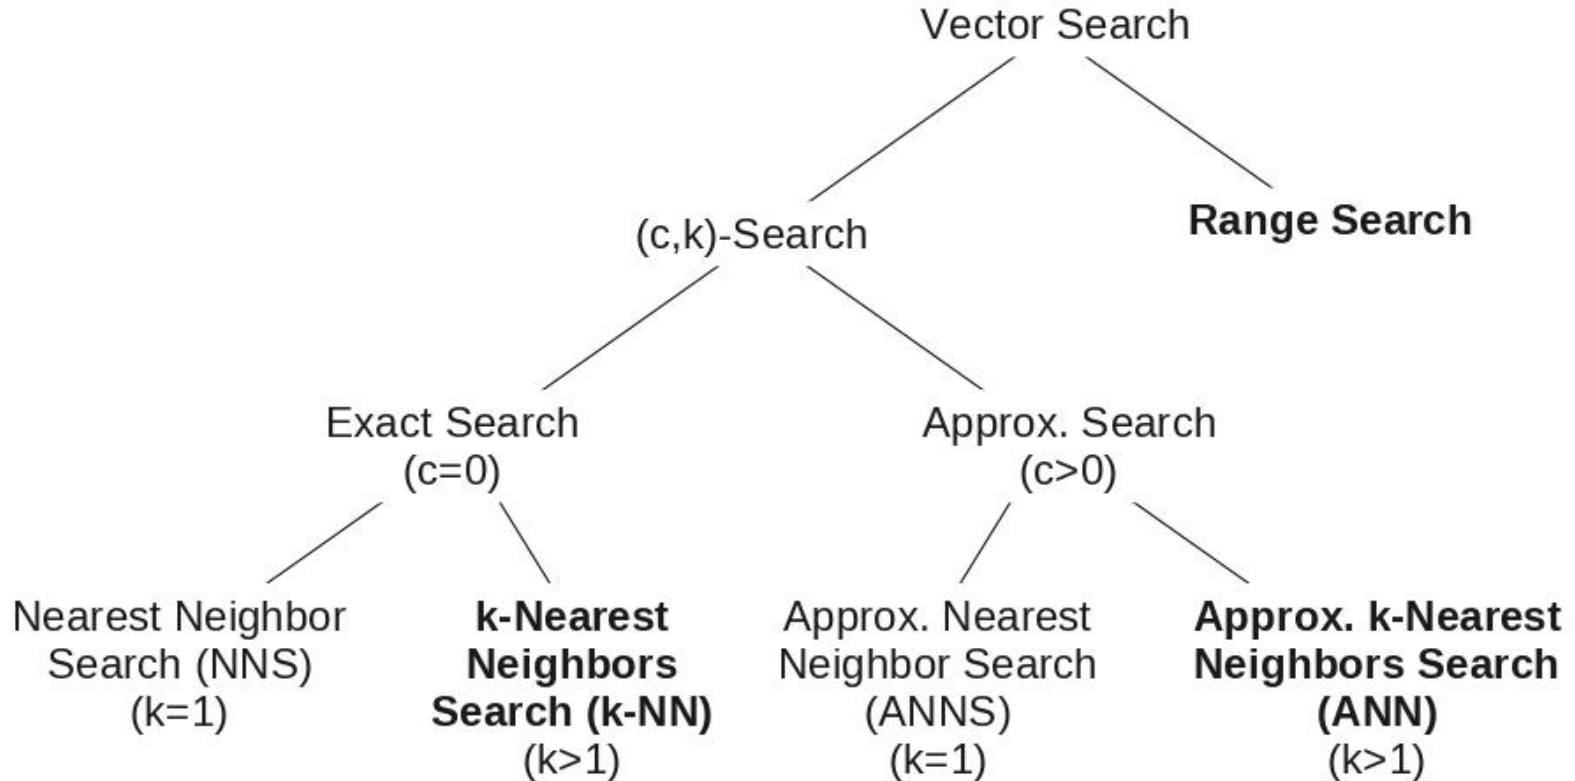 Vector Search
(c,k)-Search
Range Search
Exact Search
(c=0)
Approx. Search
(c>0)
Nearest Neighbor
Search (NNS)
(k=1)
k-Nearest
Neighbors
Search (k-NN)
(k>1)
Approx. Nearest
Neighbor Search
(ANNS)
(k=1)
Approx. k-Nearest
Neighbors Search
(ANN)
(k>1)